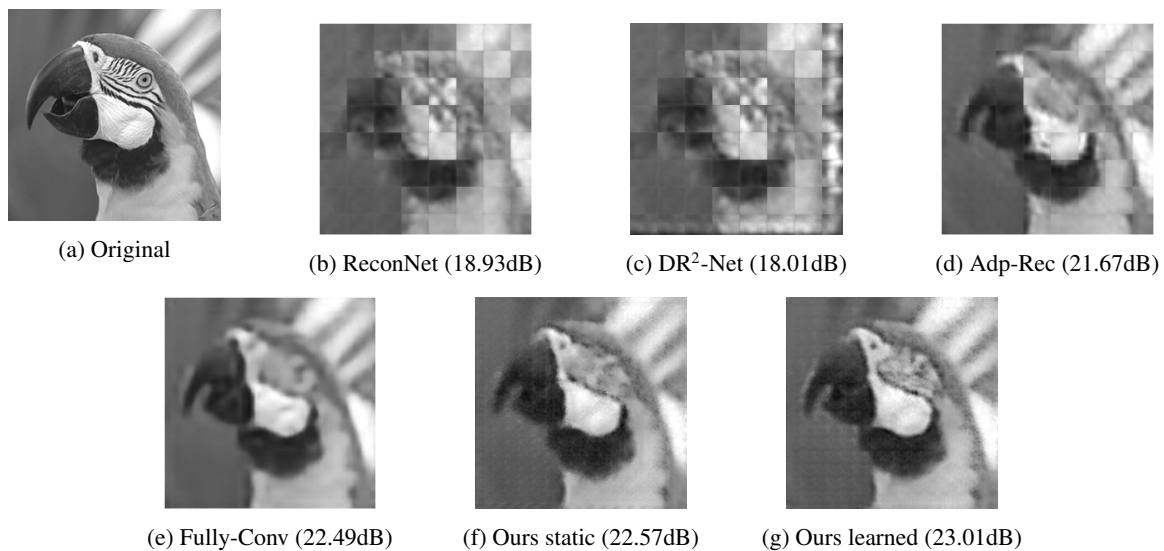 (a) Original
(b) ReconNet (18.93dB)
(c) DR²-Net (18.01dB)
(d) Adp-Rec (21.67dB)
(e) Fully-Conv (22.49dB)
(f) Ours static (22.57dB)
(g) Ours learned (23.01dB)